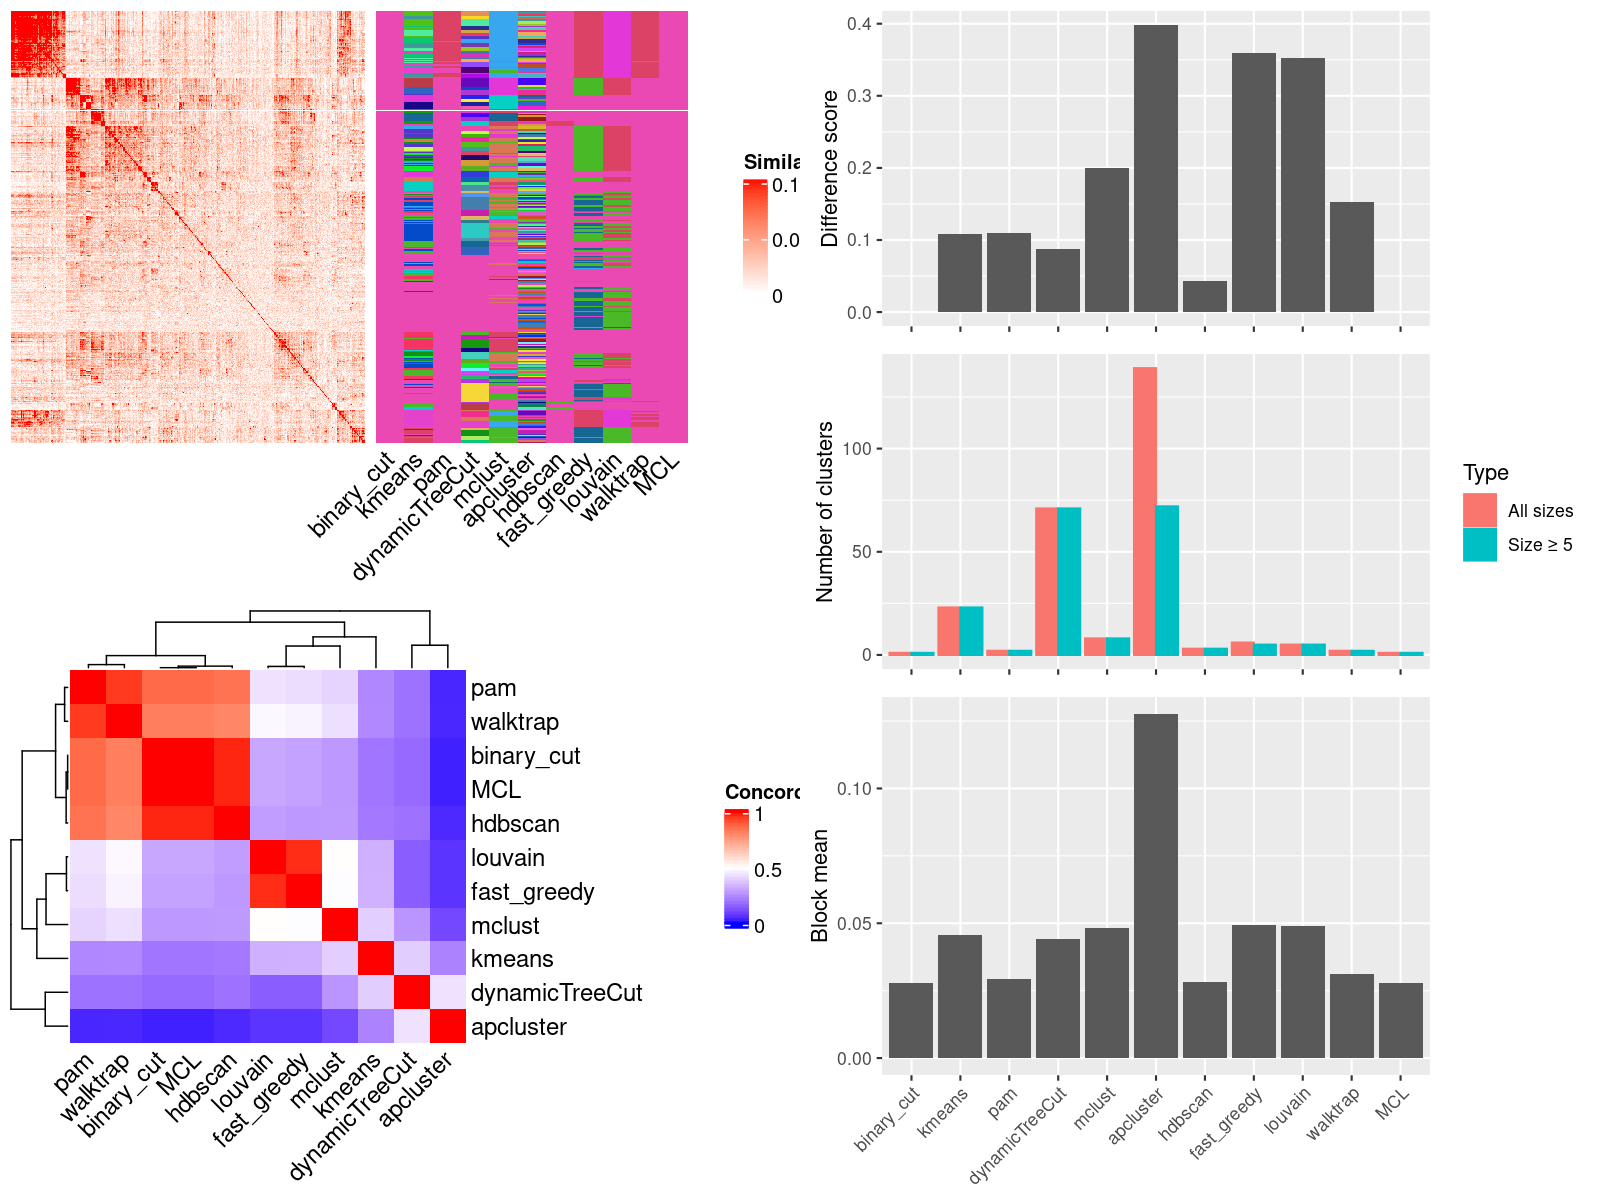 Simila
0.1
0.0
0
binary_cut
kmeans
pam
dynamicTreeCut
mclust
apcluster
hdbscan
fast_greedy
louvain
walktrap
MCL
pam
walktrap
binary_cut
MCL
hdbscan
louvain
fast_greedy
mclust
kmeans
dynamicTreeCut
apcluster
pam
walktrap
binary_cut
MCL
hdbscan
louvain
fast_greedy
mclust
kmeans
dynamicTreeCut
apcluster
Concord
1
0.5
0
Difference score
0.4
0.3
0.2
0.1
0.0
Number of clusters
100
50
0
Type
All sizes
Size ≥ 5
Block mean
0.10
0.05
0.00
binary_cut
kmeans
pam
dynamicTreeCut
mclust
apcluster
hdbscan
fast_greedy
louvain
walktrap
MCL